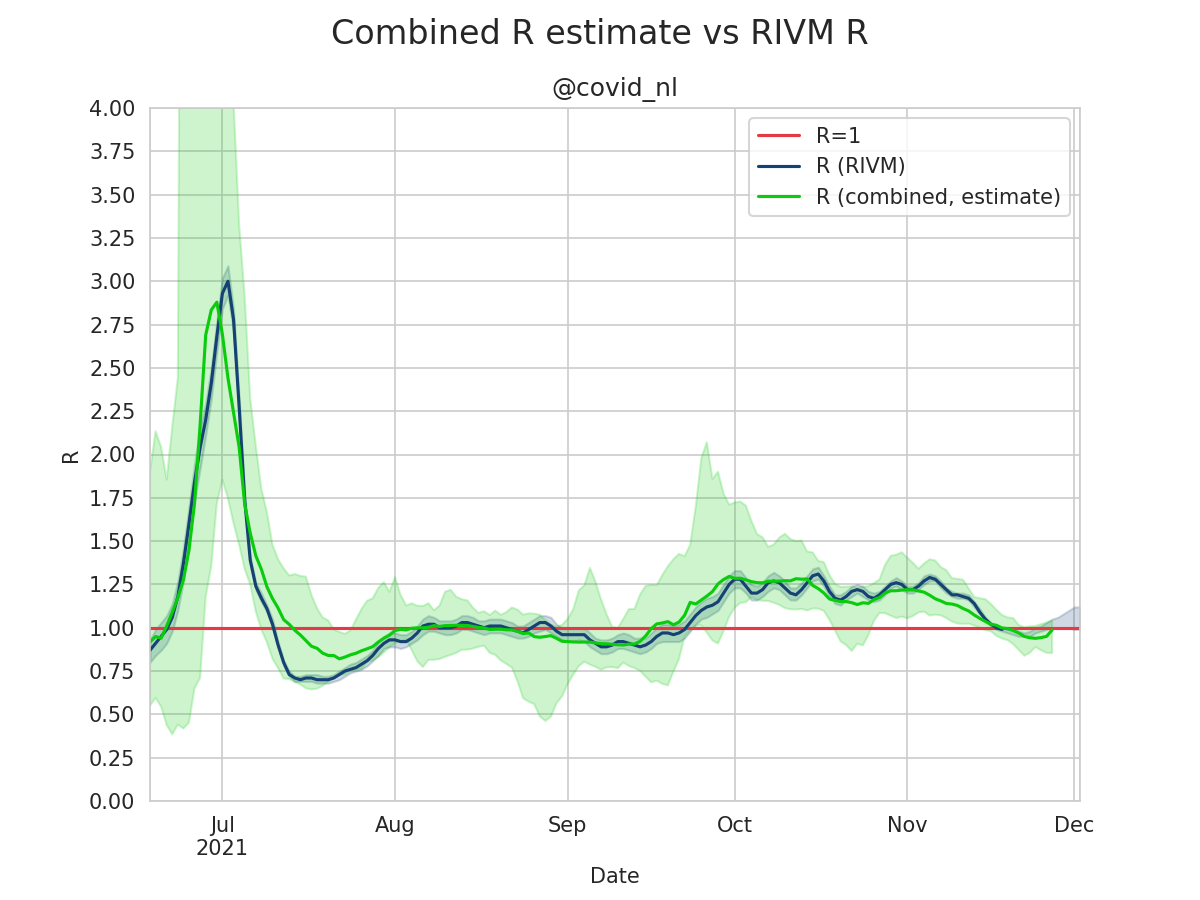 Combined R estimate vs RIVM R
@covid_nl
R=1
R (RIVM)
R (combined, estimate)
4.00
3.75
3.50
3.25
3.00
2.75
2.50
2.25
2.00
1.75
1.50
1.25
1.00
0.75
0.50
0.25
0.00
R
Jul Aug Sep Oct Nov Dec
2021
Date